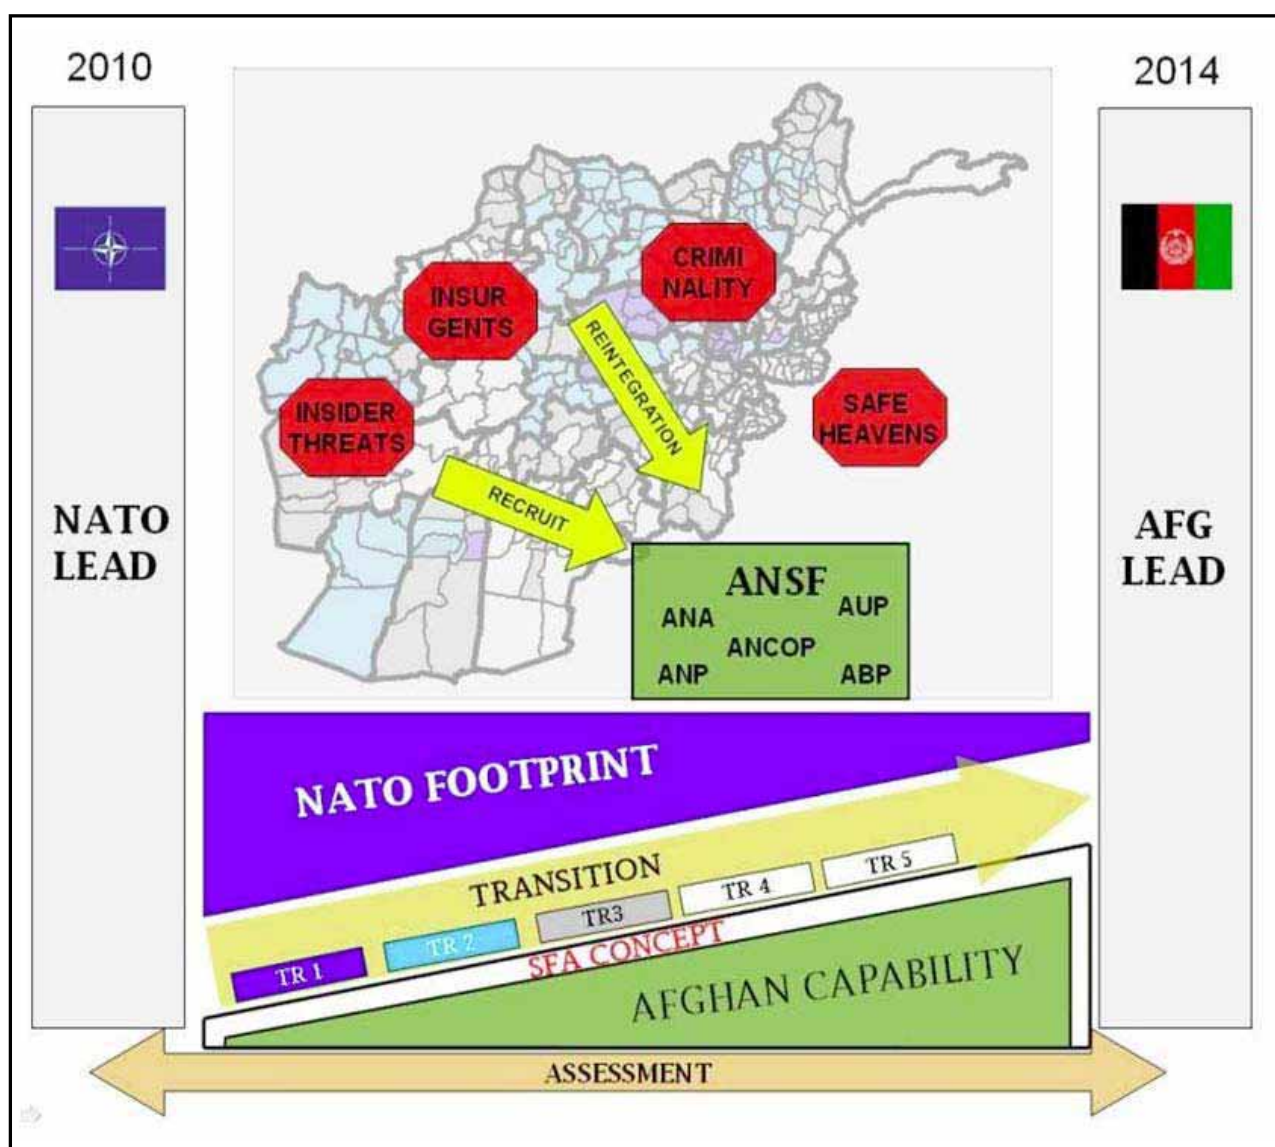 2010
2014
NATO
LEAD
AFG
LEAD
CRIMI
NALITY
INSUR
GENTS
REINTEGRATION
INSIDER
THREATS
SAFE
HEAVENS
RECRUIT
ANSF
ANA
AUP
ANCOP
ANP
ABP
NATO FOOTPRINT
TRANSITION
TR 1
TR 2
TR3
TR 4
TR 5
SFA CONCEPT
AFGHAN CAPABILITY
ASSESSMENT